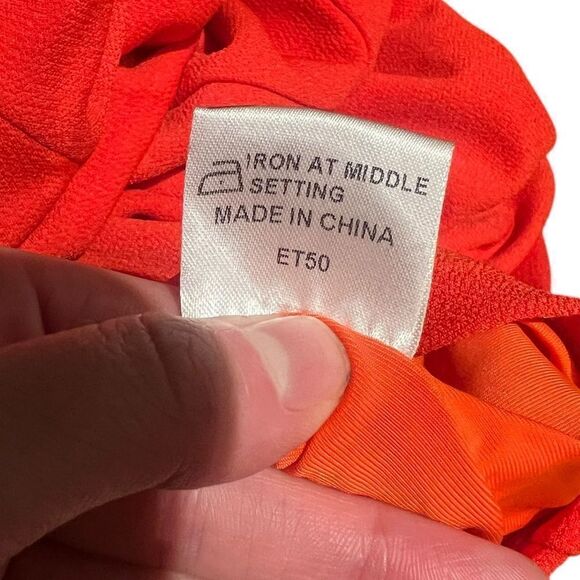 IRON AT MIDDLE
SETTING
MADE IN CHINA
ET50